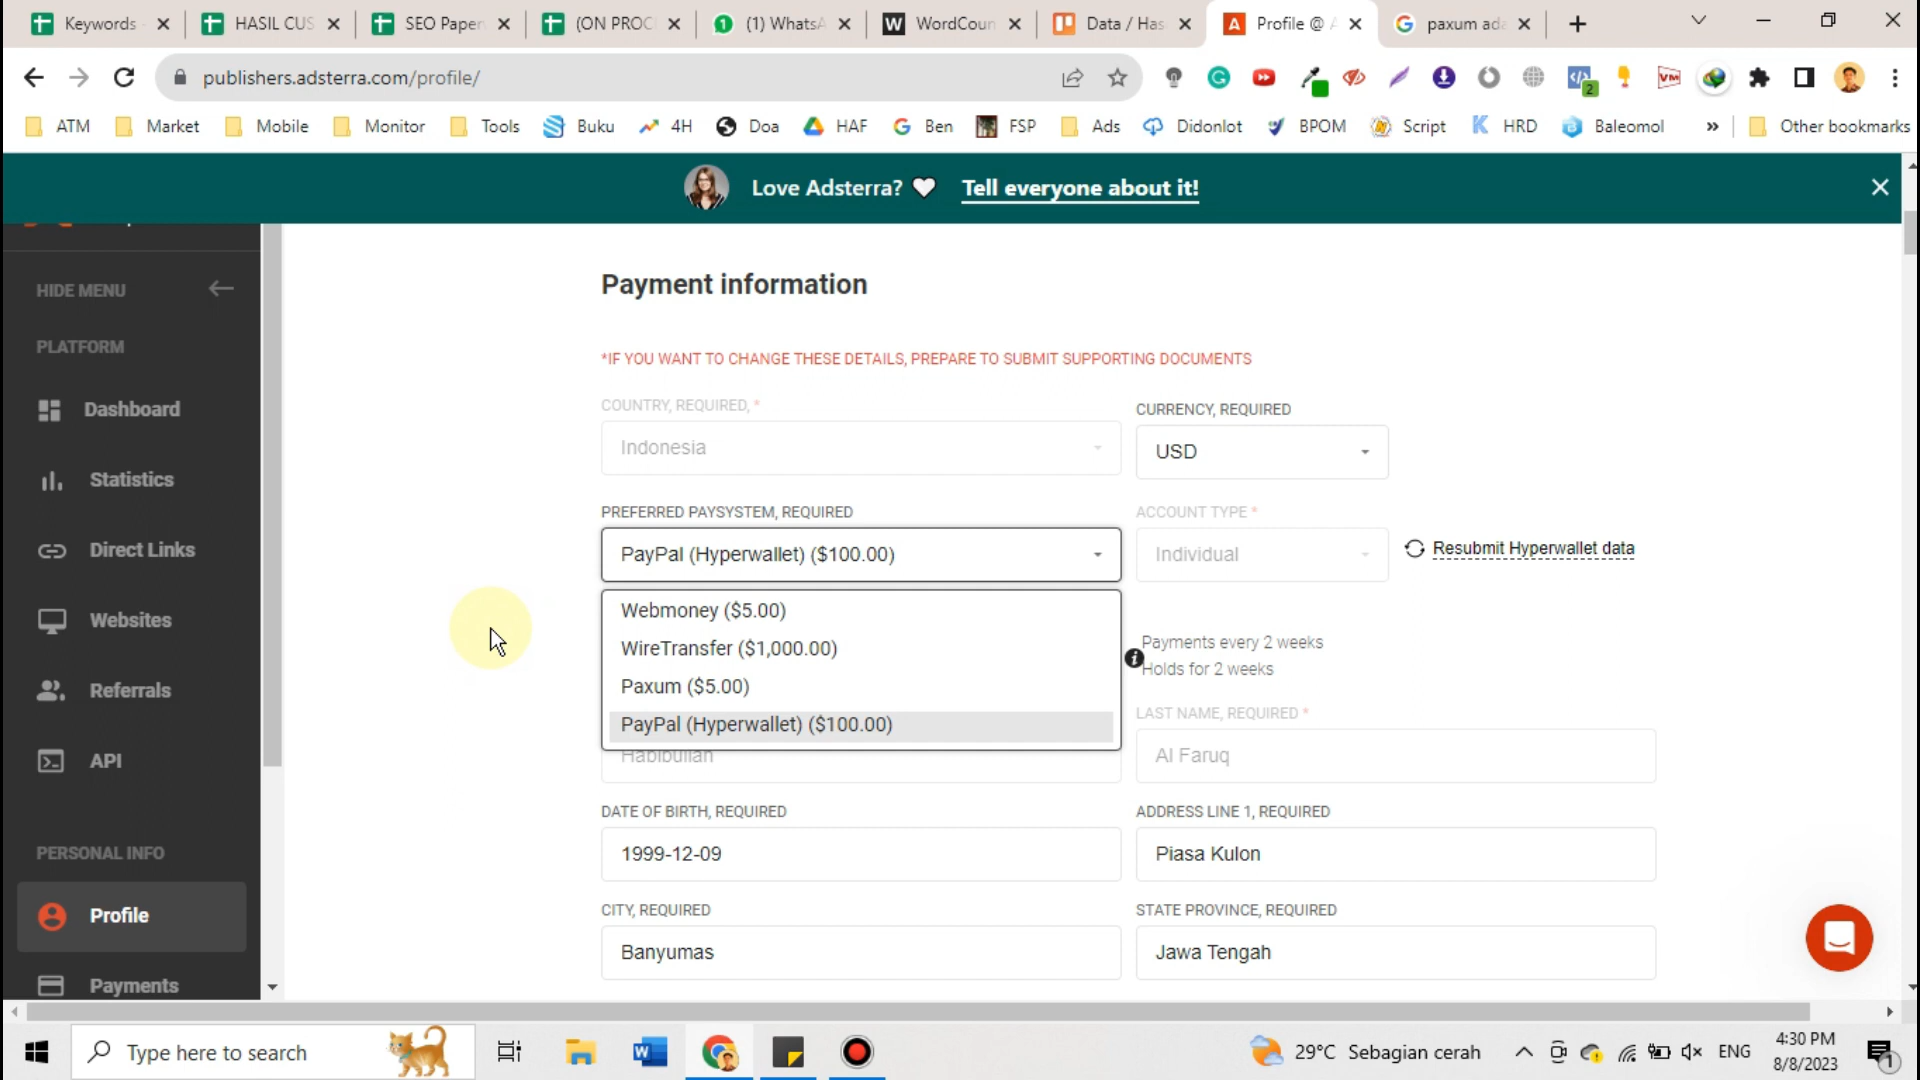 Keywords
HASIL CUS
SEO Paper
(ON PROC
(1) WhatsA
WordCoun
Data / Has
Profile @ A
paxum ada
publishers.adsterra.com/profile/
2
ATM
Market
Mobile
Monitor
Tools
Buku
4H
Doa
HAF
Ben
FSP
Ads
Didonlot
BPOM
Script
HRD
Baleomol
»
Other bookmarks
Love Adsterra?
Tell everyone about it!
HIDE MENU
PLATFORM
Dashboard
Statistics
Direct Links
Websites
Referrals
API
PERSONAL INFO
Profile
Payments
Payment information
*IF YOU WANT TO CHANGE THESE DETAILS, PREPARE TO SUBMIT SUPPORTING DOCUMENTS
COUNTRY, REQUIRED, *
CURRENCY, REQUIRED
Indonesia
USD
PREFERRED PAYSYSTEM, REQUIRED
ACCOUNT TYPE *
PayPal (Hyperwallet) ($100.00)
Individual
Resubmit Hyperwallet data
Webmoney ($5.00)
WireTransfer ($1,000.00)
Paxum ($5.00)
PayPal (Hyperwallet) ($100.00)
Payments every 2 weeks
Holds for 2 weeks
LAST NAME, REQUIRED *
Habibullah
Al Faruq
DATE OF BIRTH, REQUIRED
ADDRESS LINE 1, REQUIRED
1999-12-09
Piasa Kulon
CITY, REQUIRED
STATE PROVINCE, REQUIRED
Banyumas
Jawa Tengah
Type here to search
29°C Sebagian cerah
ENG
4:30 PM
8/8/2023
1